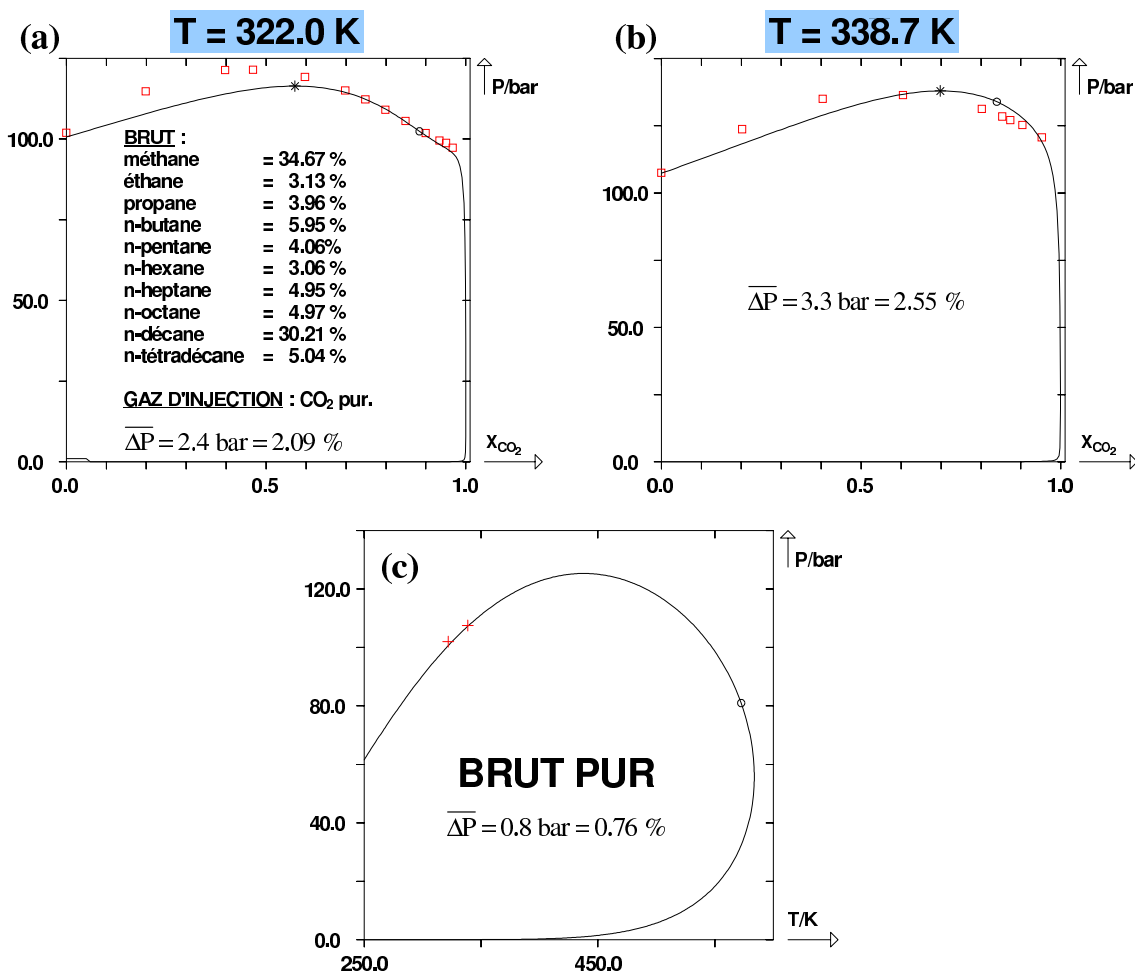 (a)
T = 322.0 K
P/bar
100.0
50.0
0.0
BRUT :
méthane = 34.67 %
éthane = 3.13 %
propane = 3.96 %
n-butane = 5.95 %
n-pentane = 4.06%
n-hexane = 3.06 %
n-heptane = 4.95 %
n-octane = 4.97 %
n-décane = 30.21 %
n-tétradécane = 5.04 %
GAZ D'INJECTION : CO₂ pur.
ΔP̅ = 2.4 bar = 2.09 %
X_CO₂
0.0 0.5 1.0
(b)
T = 338.7 K
P/bar
100.0
50.0
0.0
ΔP̅ = 3.3 bar = 2.55 %
X_CO₂
0.0 0.5 1.0
(c)
P/bar
120.0
80.0
40.0
0.0
BRUT PUR
ΔP̅ = 0.8 bar = 0.76 %
T/K
250.0 450.0